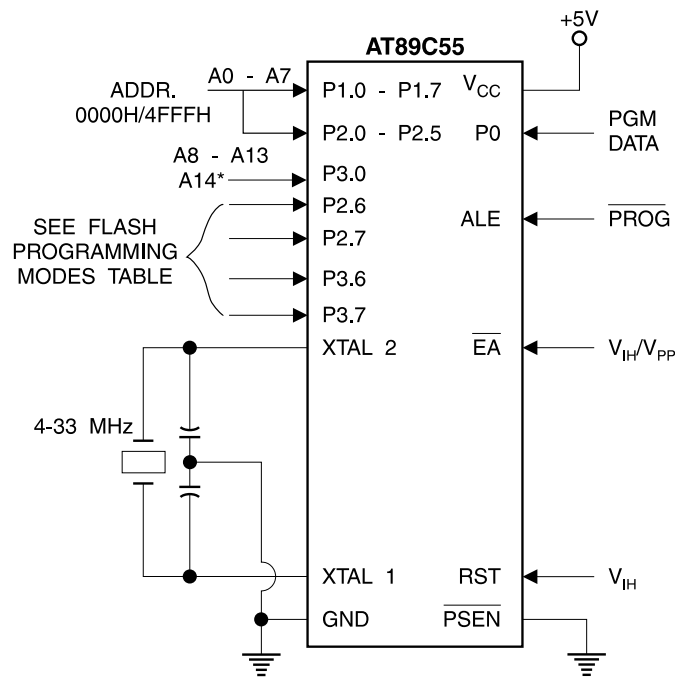 +5V
AT89C55
A0 - A7
ADDR.
0000H/4FFFH
P1.0 - P1.7
VCC
P2.0 - P2.5
P0
PGM
DATA
A8 - A13
A14*
P3.0
P2.6
ALE
PROG
SEE FLASH
PROGRAMMING
MODES TABLE
P2.7
P3.6
P3.7
XTAL 2
EA
VIH/VPP
4-33 MHz
XTAL 1
RST
VIH
GND
PSEN